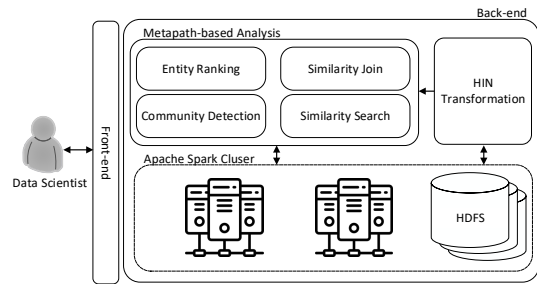 Back-end
Metapath-based Analysis
Entity Ranking
Similarity Join
HIN
Transformation
Community Detection
Similarity Search
Front-end
Data Scientist
Apache Spark Cluser
HDFS